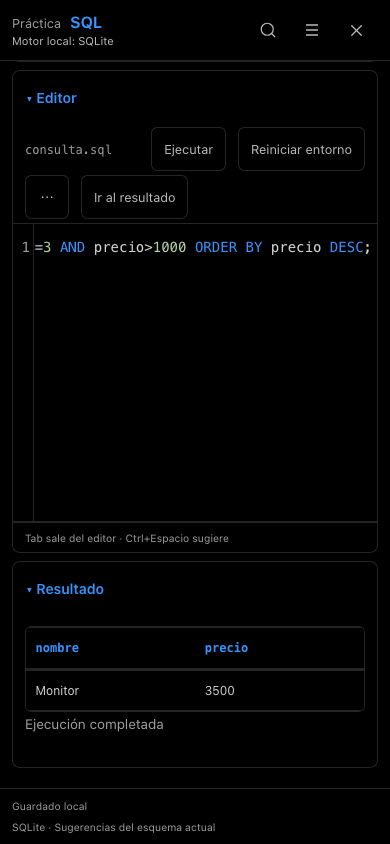 Práctica SQL
Motor local: SQLite
▾ Editor
consulta.sql Ejecutar Reiniciar entorno
··· Ir al resultado
1 =3 AND precio>1000 ORDER BY precio DESC;
Tab sale del editor · Ctrl+Espacio sugiere
▾ Resultado
nombre precio
Monitor 3500
Ejecución completada
Guardado local
SQLite · Sugerencias del esquema actual